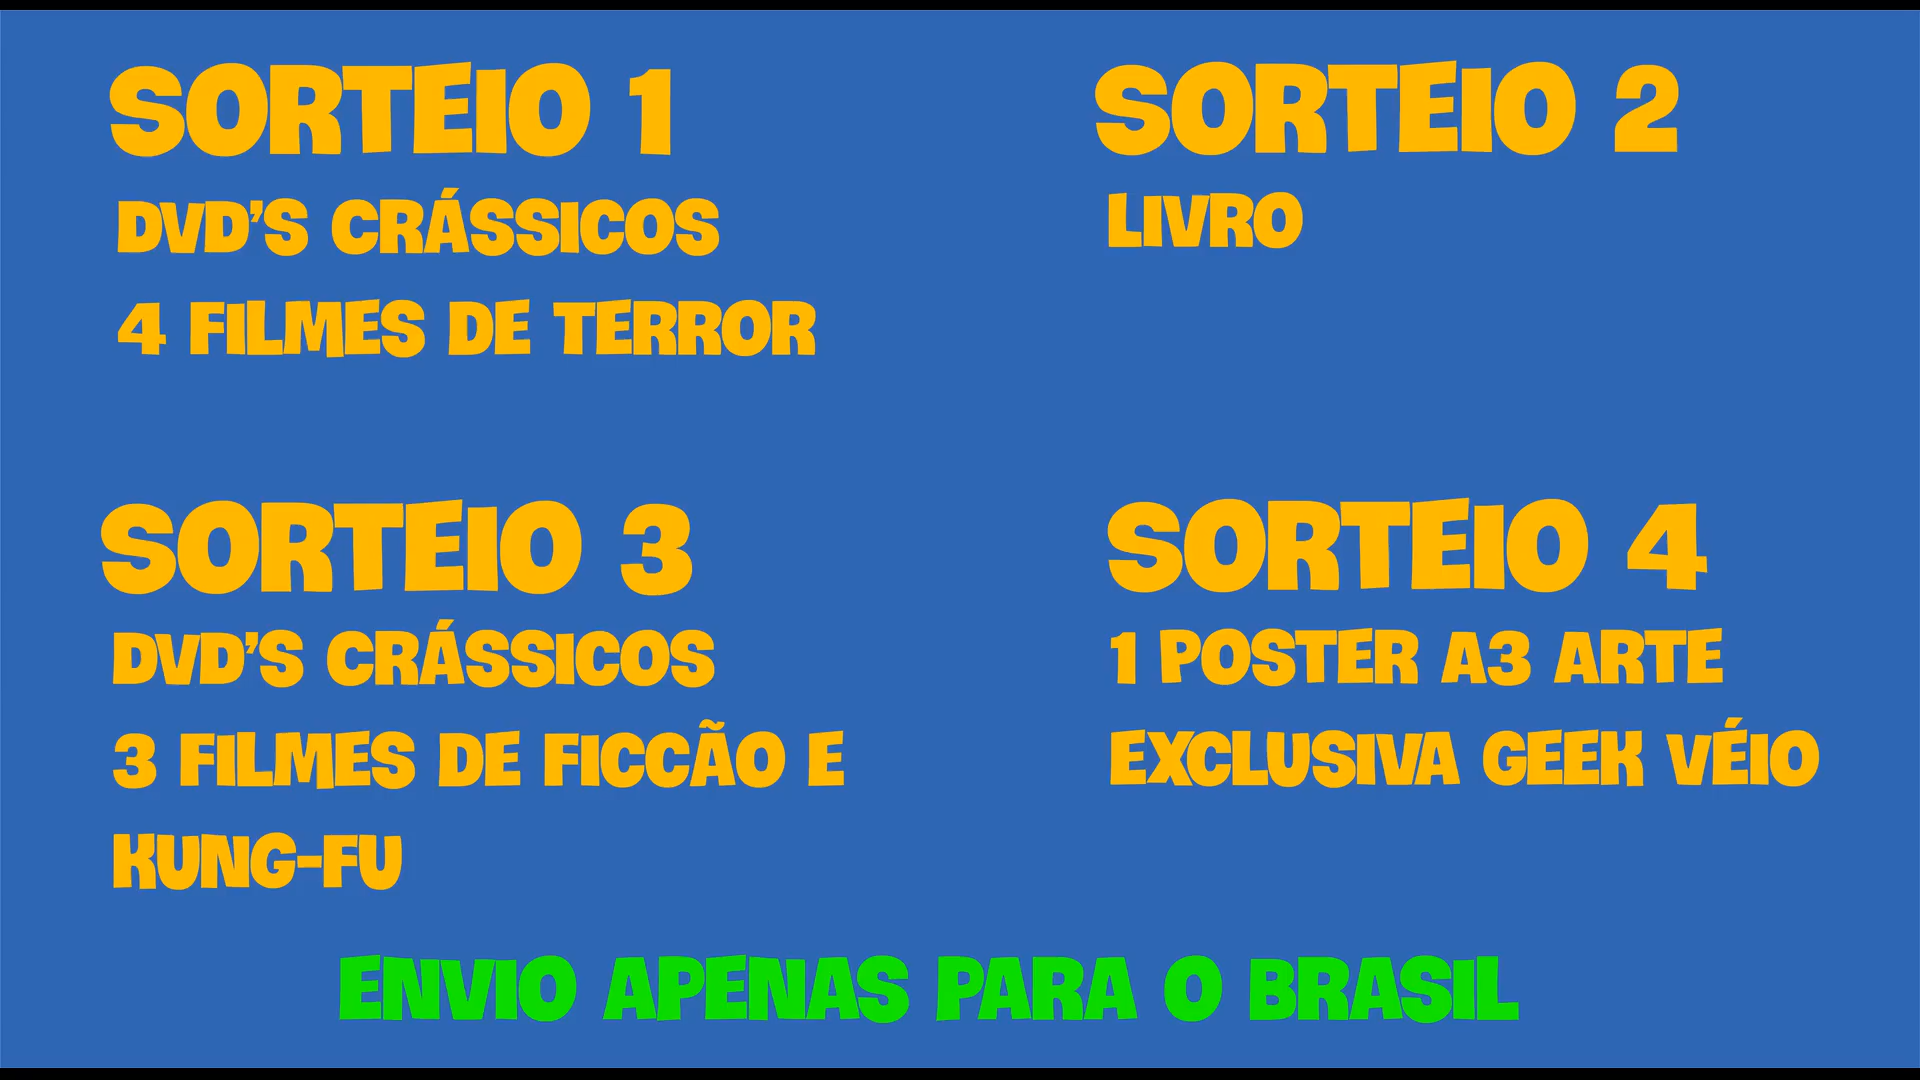 SORTEIO 1
DVD'S CRÁSSICOS
4 FILMES DE TERROR
SORTEIO 2
LIVRO
SORTEIO 3
DVD'S CRÁSSICOS
3 FILMES DE FICCÃO E
KUNG-FU
SORTEIO 4
1 POSTER A3 ARTE
EXCLUSIVA GEEK VÉIO
ENVIO APENAS PARA O BRASIL